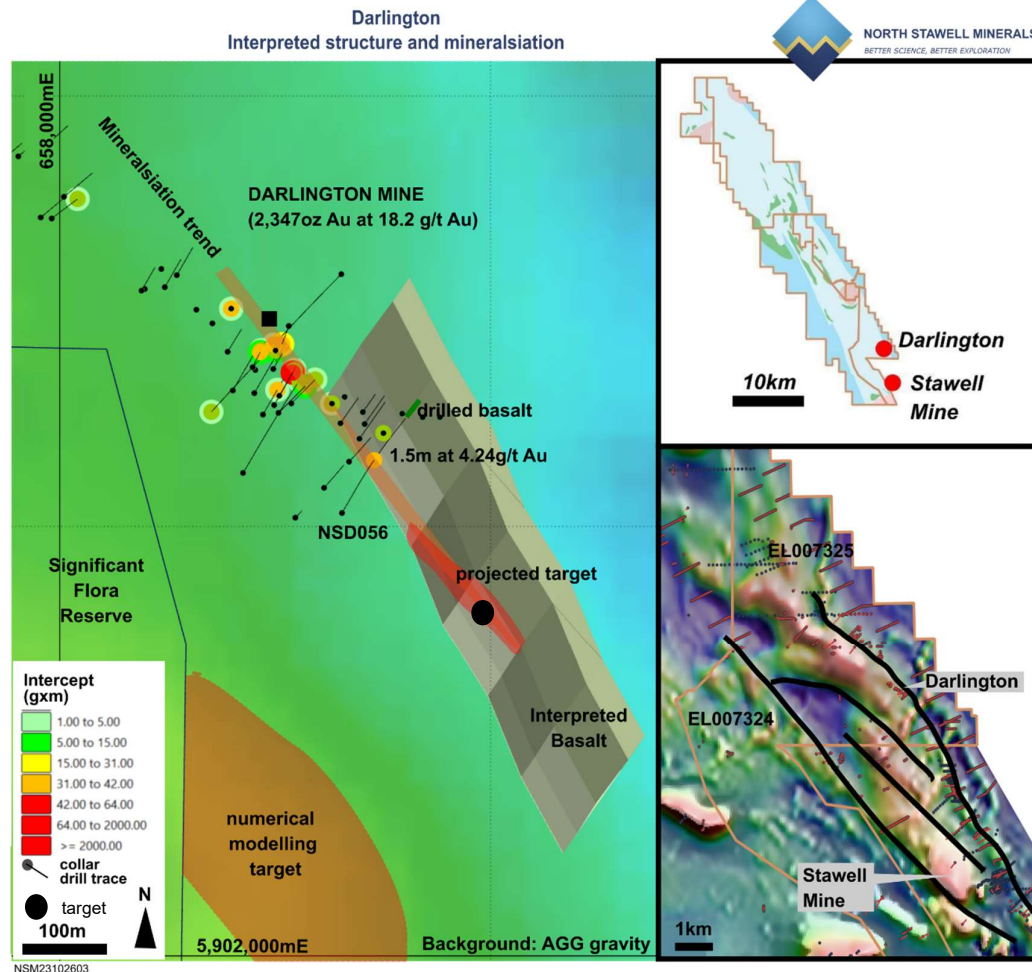 Darlington
Interpreted structure and mineralsiation
NORTH STAWELL MINERALS
BETTER SCIENCE, BETTER EXPLORATION
658,000mE
Mineralsiation trend
DARLINGTON MINE
(2,347oz Au at 18.2 g/t Au)
drilled basalt
1.5m at 4.24g/t Au
NSD056
projected target
Significant
Flora
Reserve
Interpreted
Basalt
numerical
modelling
target
Intercept
(gxm)
1.00 to 5.00
5.00 to 15.00
15.00 to 31.00
31.00 to 42.00
42.00 to 64.00
64.00 to 2000.00
>= 2000.00
collar
drill trace
target
100m
N
5,902,000mE
Background: AGG gravity
NSM23102603
Darlington
Stawell
Mine
10km
EL007325
Darlington
EL007324
Stawell
Mine
1km